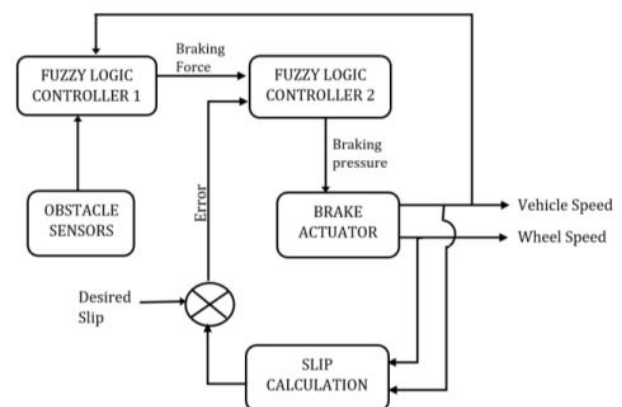 Braking
Force
FUZZY LOGIC
CONTROLLER 1
FUZZY LOGIC
CONTROLLER 2
Braking
pressure
OBSTACLE
SENSORS
Error
BRAKE
ACTUATOR
Vehicle Speed
Wheel Speed
Desired
Slip
SLIP
CALCULATION